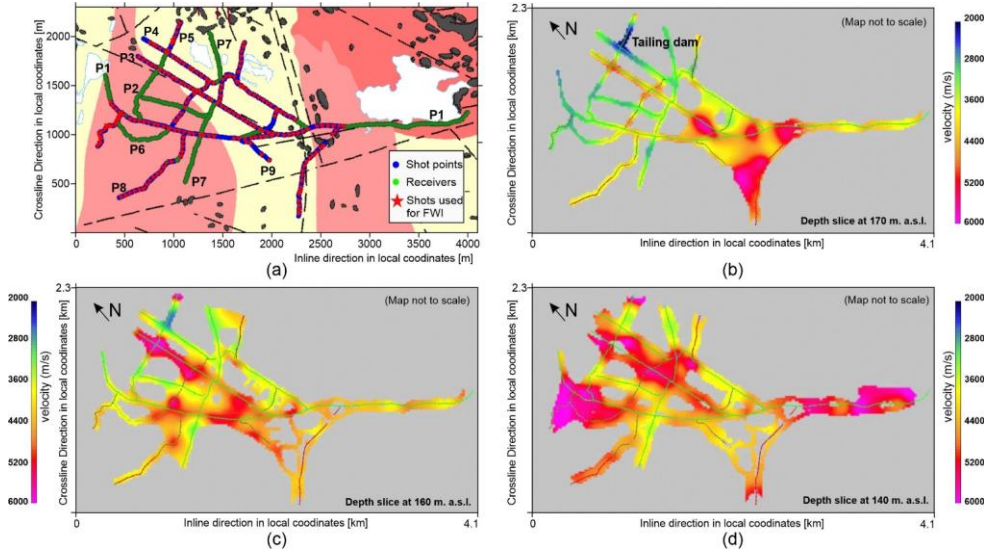 2000
1500
1000
500
0 500 1000 1500 2000 2500 3000 3500 4000
Crossline Direction in local coordinates [m]
Inline direction in local coodinates [m]
P4
P5
P7
P3
P1
P2
P6
P8
P7
P9
P1
Shot points
Receivers
Shots used
for FWI
(a)
2.3
N
Tailing dam
(Map not to scale)
Crossline Direction in local coordinates [km]
Depth slice at 170 m. a.s.l.
0
4.1
Inline direction in local coodinates [km]
2000
2800
3600
4400
5200
6000
velocity (m/s)
(b)
2000
2800
3600
4400
5200
6000
velocity (m/s)
2.3
N
(Map not to scale)
Crossline Direction in local coordinates [km]
Depth slice at 160 m. a.s.l.
0
4.1
Inline direction in local coodinates [km]
(c)
2.3
N
(Map not to scale)
Crossline Direction in local coordinates [km]
Depth slice at 140 m. a.s.l.
0
4.1
Inline direction in local coodinates [km]
2000
2800
3600
4400
5200
6000
velocity (m/s)
(d)